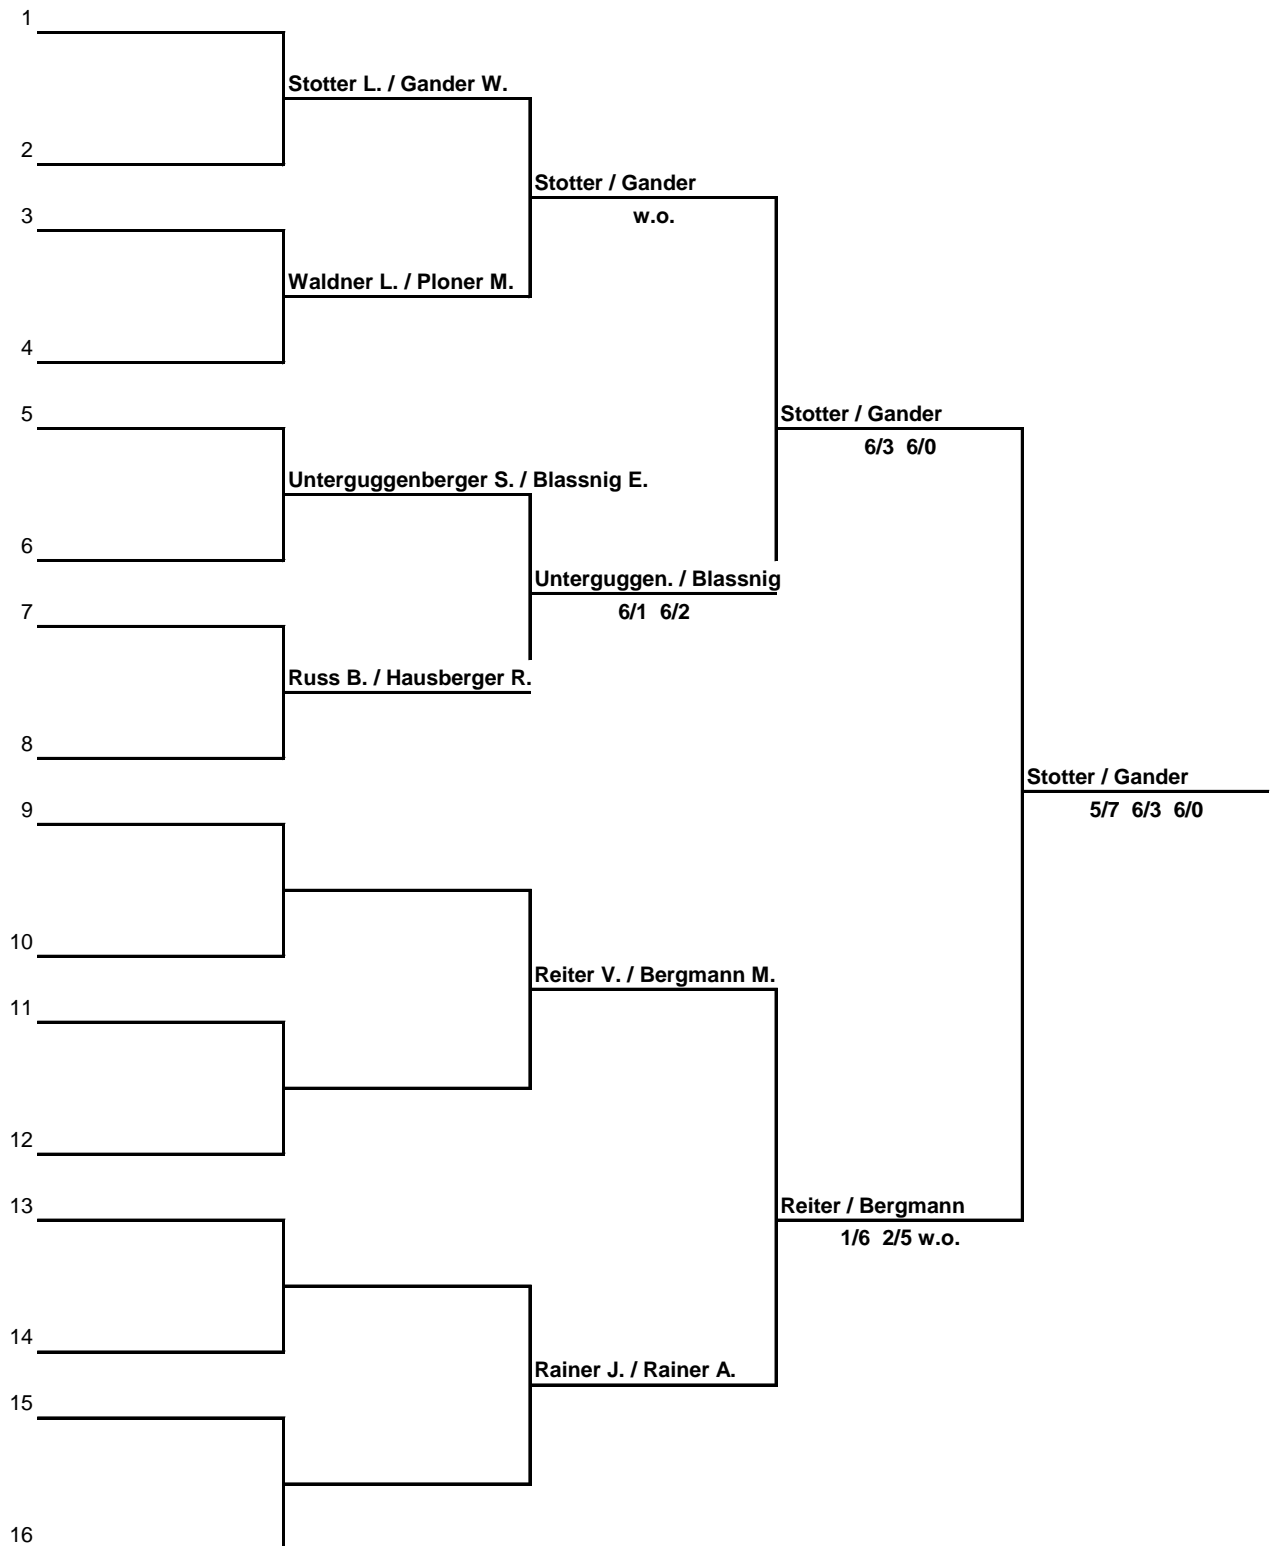 1
Stotter L. / Gander W.
2
Stotter / Gander
3
w.o.
Waldner L. / Ploner M.
4
5
Stotter / Gander
6/3 6/0
Unterguggenberger S. / Blassnig E.
6
Unterguggen. / Blassnig
7
6/1 6/2
Russ B. / Hausberger R.
8
Stotter / Gander
9
5/7 6/3 6/0
10
Reiter V. / Bergmann M.
11
12
13
Reiter / Bergmann
1/6 2/5 w.o.
14
Rainer J. / Rainer A.
15
16